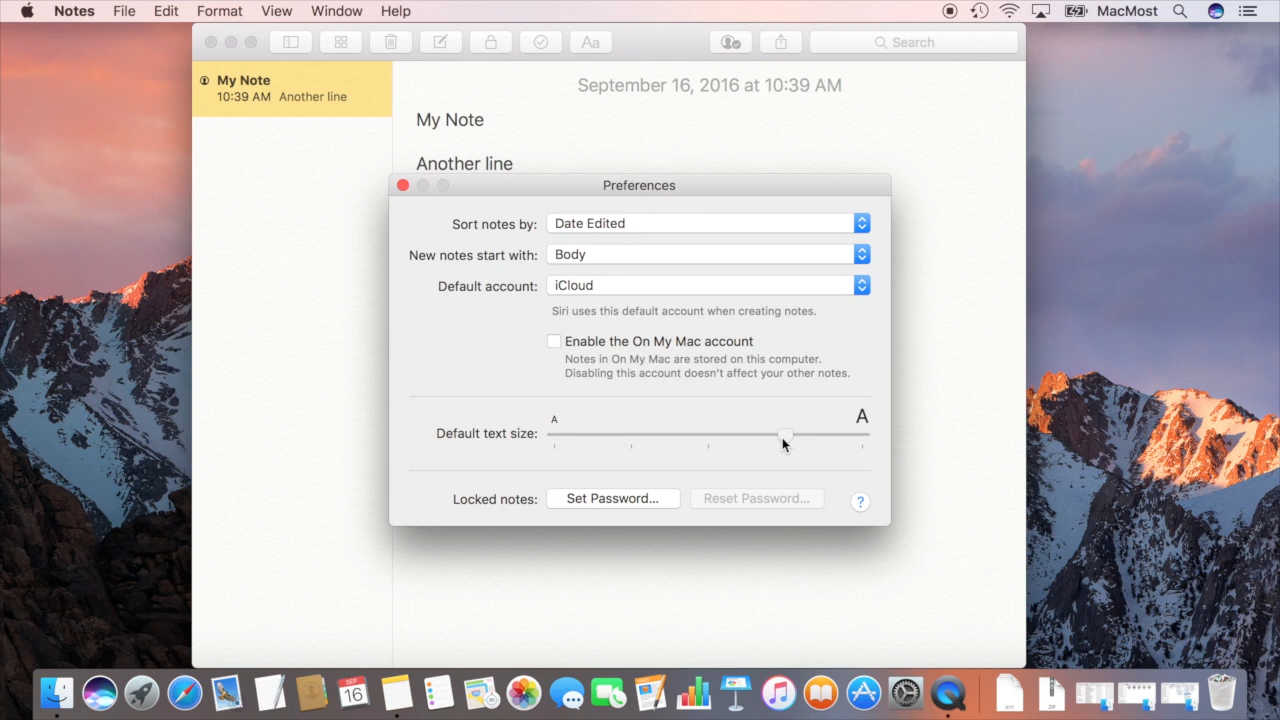 Notes File Edit Format View Window Help MacMost
Aa Search
My Note
10:39 AM Another line
September 16, 2016 at 10:39 AM
My Note
Another line
Preferences
Sort notes by: Date Edited
New notes start with: Body
Default account: iCloud
Siri uses this default account when creating notes.
Enable the On My Mac account
Notes in On My Mac are stored on this computer.
Disabling this account doesn't affect your other notes.
A A
Default text size:
Locked notes: Set Password... Reset Password... ?
SEP
16
ZIP